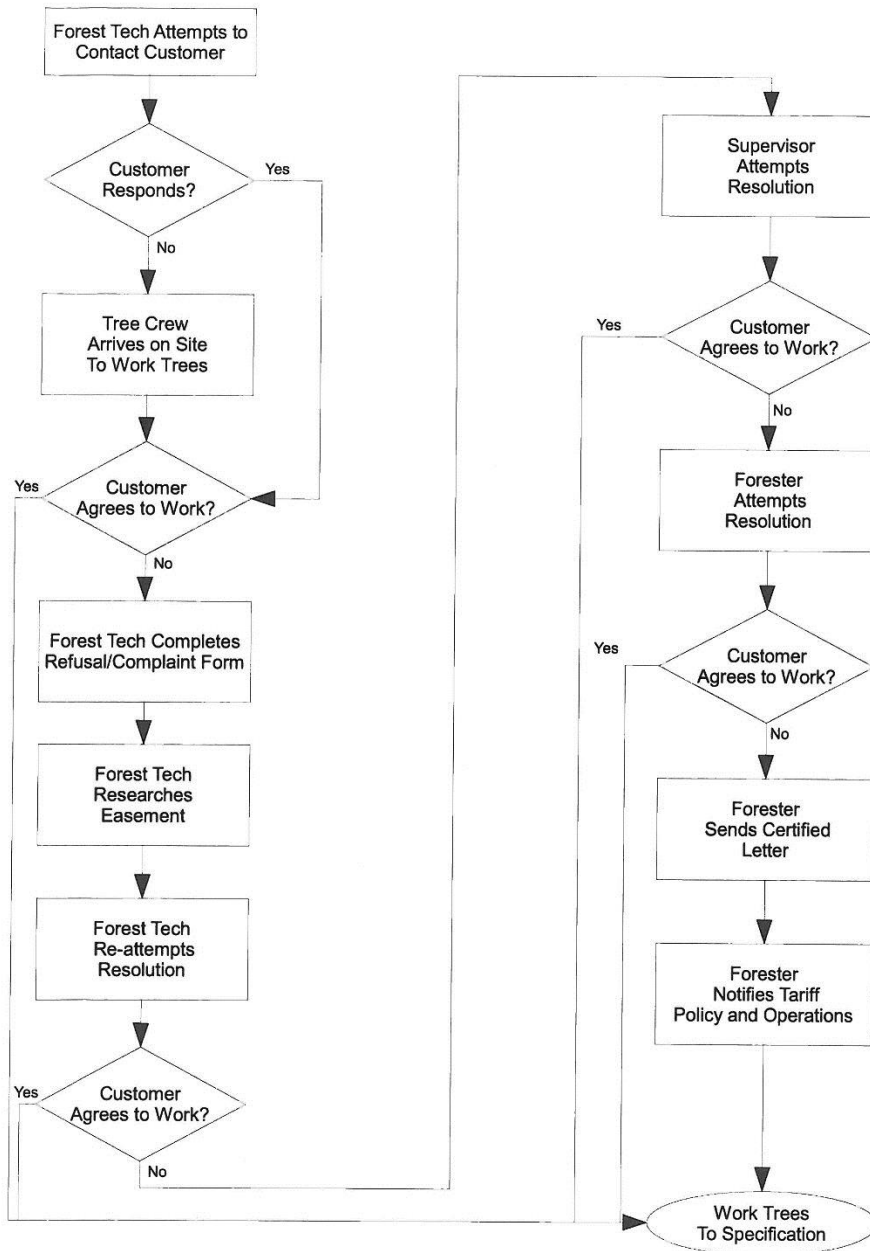 Forest Tech Attempts to
Contact Customer
Customer
Responds?
Yes
No
Tree Crew
Arrives on Site
To Work Trees
Yes
Customer
Agrees to Work?
No
Forest Tech Completes
Refusal/Complaint Form
Forest Tech
Researches
Easement
Forest Tech
Re-attempts
Resolution
Yes
Customer
Agrees to Work?
No
Supervisor
Attempts
Resolution
Yes
Customer
Agrees to Work?
No
Forester
Attempts
Resolution
Yes
Customer
Agrees to Work?
No
Forester
Sends Certified
Letter
Forester
Notifies Tariff
Policy and Operations
Work Trees
To Specification